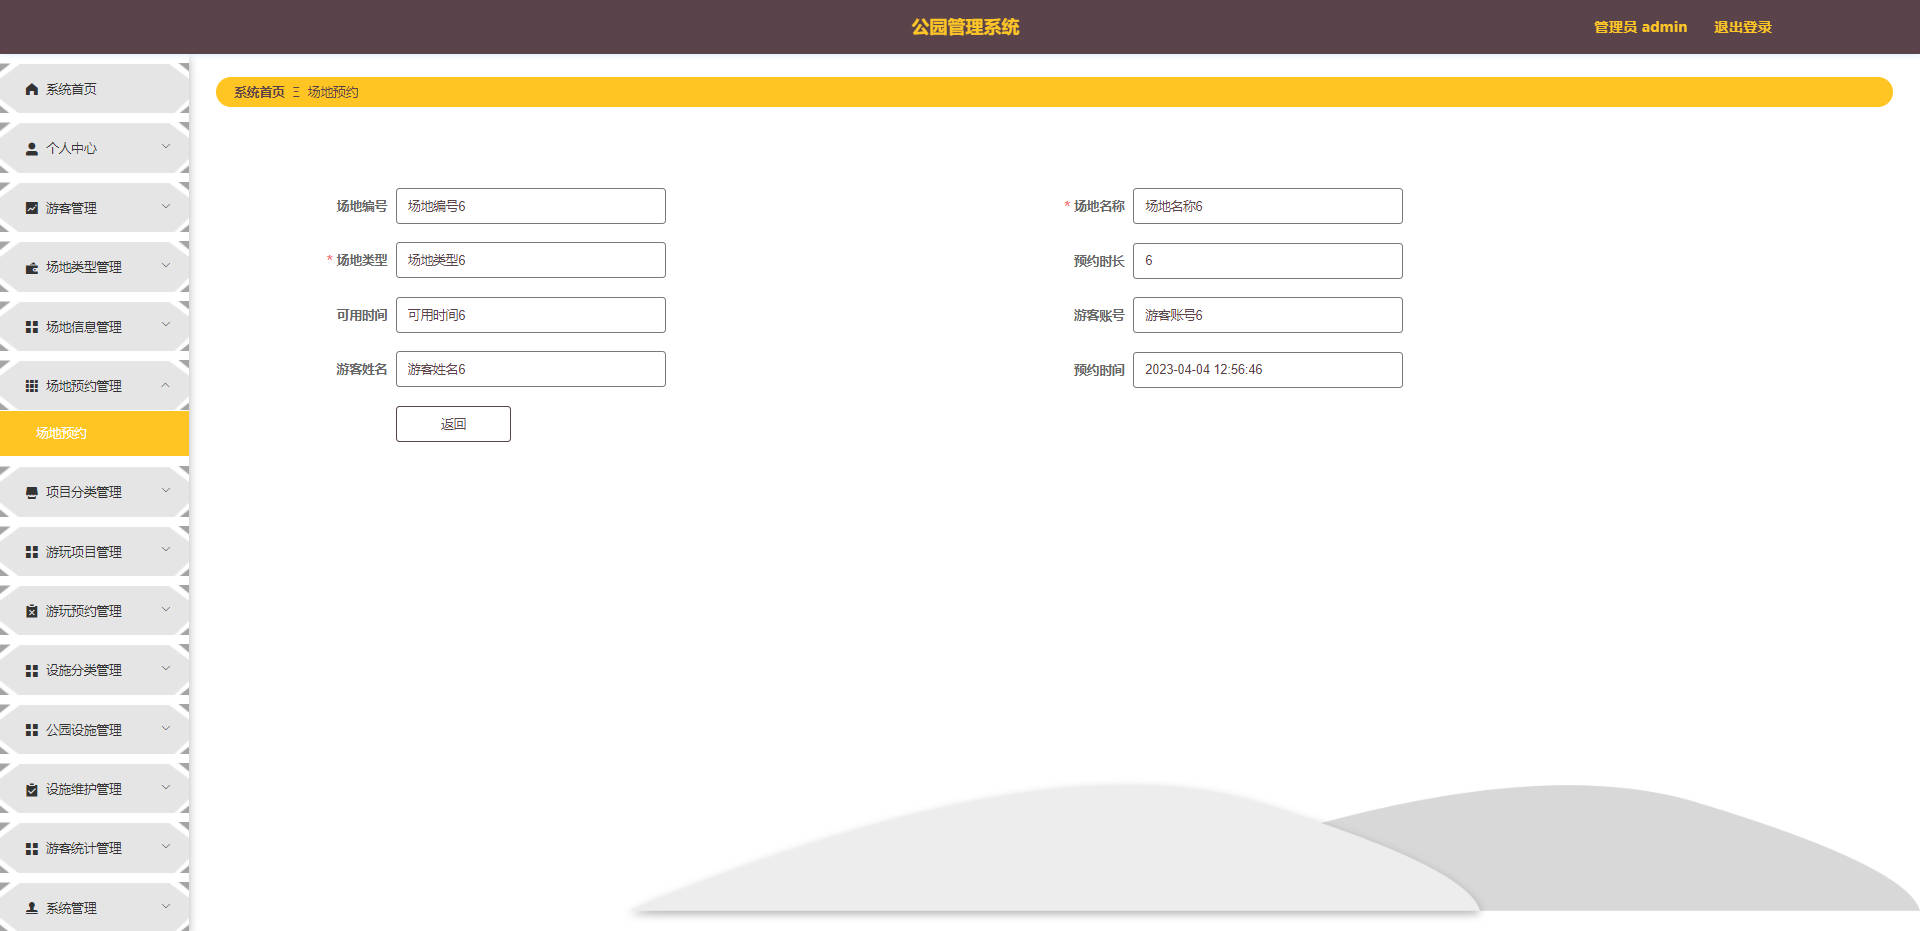 公园管理系统
管理员 admin
退出登录
系统首页
个人中心
游客管理
场地类型管理
场地信息管理
场地预约管理
场地预约
项目分类管理
游玩项目管理
游玩预约管理
设施分类管理
公园设施管理
设施维护管理
游客统计管理
系统管理
系统首页 Ξ 场地预约
场地编号 场地编号6
* 场地名称 场地名称6
* 场地类型 场地类型6
预约时长 6
可用时间 可用时间6
游客账号 游客账号6
游客姓名 游客姓名6
预约时间 2023-04-04 12:56:46
返回